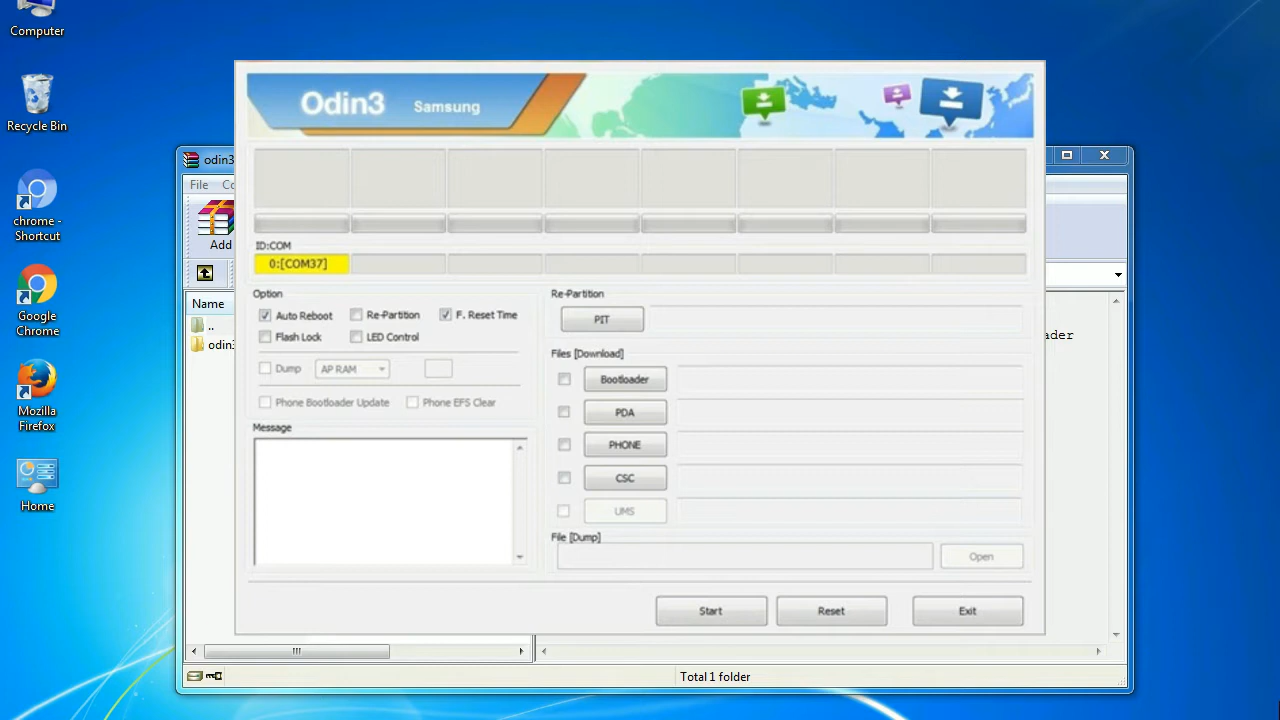 Computer
Recycle Bin
chrome -
Shortcut
Google
Chrome
Mozilla
Firefox
Home
odin3
File
Add
Name
..
odin3
Total 1 folder
Odin3 Samsung
ID:COM
0:[COM37]
Option
Auto Reboot Re-Partition F. Reset Time
Flash Lock LED Control
Dump AP RAM
Phone Bootloader Update Phone EFS Clear
Message
Re-Partition
PIT
Files [Download]
Bootloader
PDA
PHONE
CSC
UMS
File [Dump]
Open
Start Reset Exit
ader